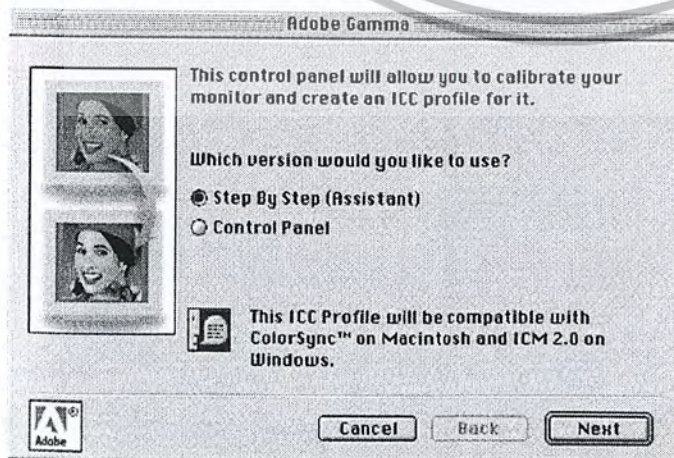 Adobe Gamma
This control panel will allow you to calibrate your
monitor and create an ICC profile for it.
Which version would you like to use?
Step By Step (Assistant)
Control Panel
This ICC Profile will be compatible with
ColorSync™ on Macintosh and ICM 2.0 on
Windows.
Adobe®
Cancel
Back
Next